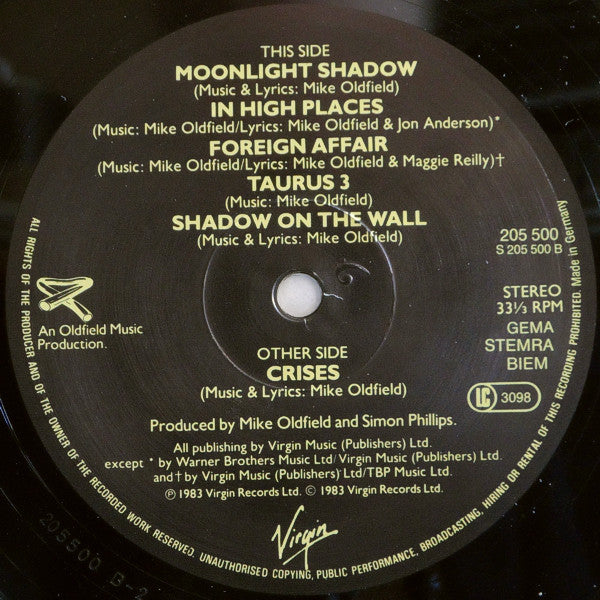 THIS SIDE
MOONLIGHT SHADOW
(Music & Lyrics: Mike Oldfield)
IN HIGH PLACES
(Music: Mike Oldfield/Lyrics: Mike Oldfield & Jon Anderson)*
FOREIGN AFFAIR
(Music: Mike Oldfield/Lyrics: Mike Oldfield & Maggie Reilly)†
TAURUS 3
(Music: Mike Oldfield)
SHADOW ON THE WALL
(Music & Lyrics: Mike Oldfield)
205 500
S 205 500 B
An Oldfield Music
Production.
STEREO
33⅓ RPM
GEMA
STEMRA
BIEM
LC 3098
OTHER SIDE
CRISES
(Music & Lyrics: Mike Oldfield)
Produced by Mike Oldfield and Simon Phillips.
All publishing by Virgin Music (Publishers) Ltd.
except * by Warner Brothers Music Ltd/Virgin Music (Publishers) Ltd.
and † by Virgin Music (Publishers) Ltd/TBP Music Ltd.
℗ 1983 Virgin Records Ltd. © 1983 Virgin Records Ltd.
Virgin
ALL RIGHTS OF THE PRODUCER AND OF THE OWNER OF THE RECORDED WORK RESERVED. UNAUTHORISED COPYING, PUBLIC PERFORMANCE, BROADCASTING, HIRING OR RENTAL OF THIS RECORDING PROHIBITED. Made in Germany
205500 B-2